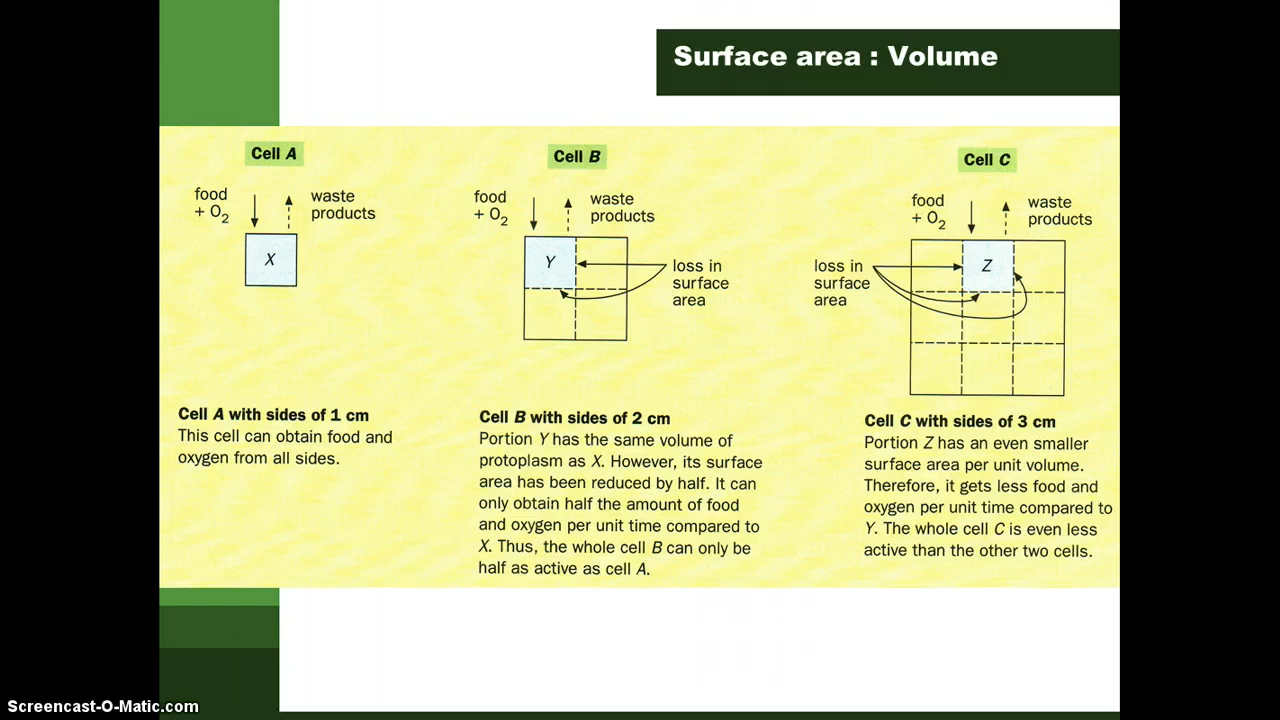 Surface area : Volume
Cell A
food
+ O2
waste
products
X
Cell A with sides of 1 cm
This cell can obtain food and
oxygen from all sides.
Cell B
food
+ O2
waste
products
Y
loss in
surface
area
Cell B with sides of 2 cm
Portion Y has the same volume of
protoplasm as X. However, its surface
area has been reduced by half. It can
only obtain half the amount of food
and oxygen per unit time compared to
X. Thus, the whole cell B can only be
half as active as cell A.
Cell C
food
+ O2
waste
products
Z
loss in
surface
area
Cell C with sides of 3 cm
Portion Z has an even smaller
surface area per unit volume.
Therefore, it gets less food and
oxygen per unit time compared to
Y. The whole cell C is even less
active than the other two cells.
Screencast-O-Matic.com